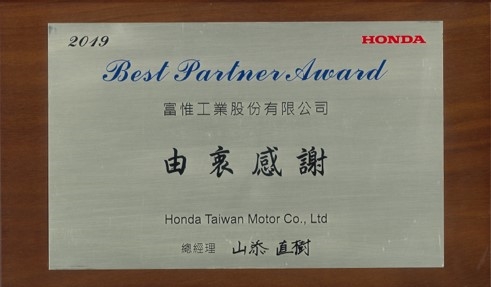 2019 HONDA
Best Partner Award
富惟工業股份有限公司
由衷感謝
Honda Taiwan Motor Co., Ltd
總經理 山添 直樹